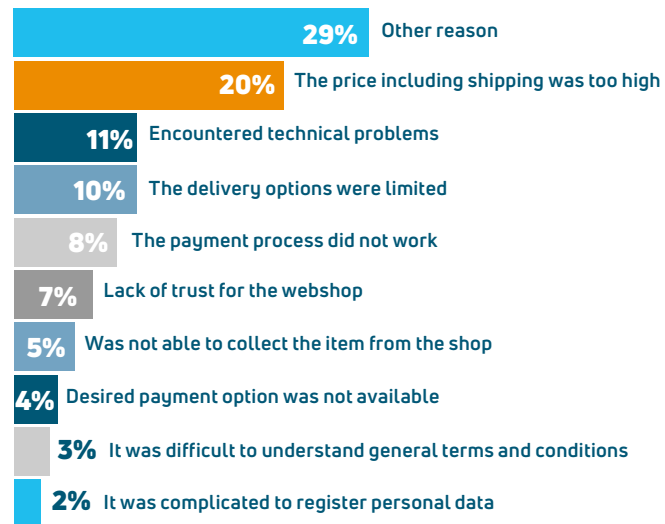 29% Other reason
20% The price including shipping was too high
11% Encountered technical problems
10% The delivery options were limited
8% The payment process did not work
7% Lack of trust for the webshop
5% Was not able to collect the item from the shop
4% Desired payment option was not available
3% It was difficult to understand general terms and conditions
2% It was complicated to register personal data